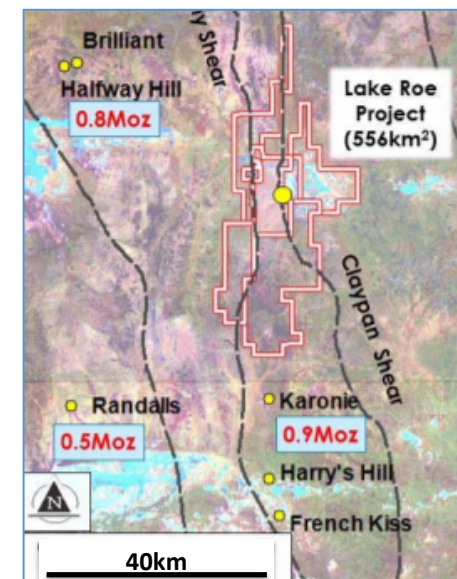 Brilliant
Halfway Hill
0.8Moz
Shear
Lake Roe
Project
(556km²)
Claypan Shear
Randalls
0.5Moz
Karonie
0.9Moz
Harry's Hill
French Kiss
N
40km